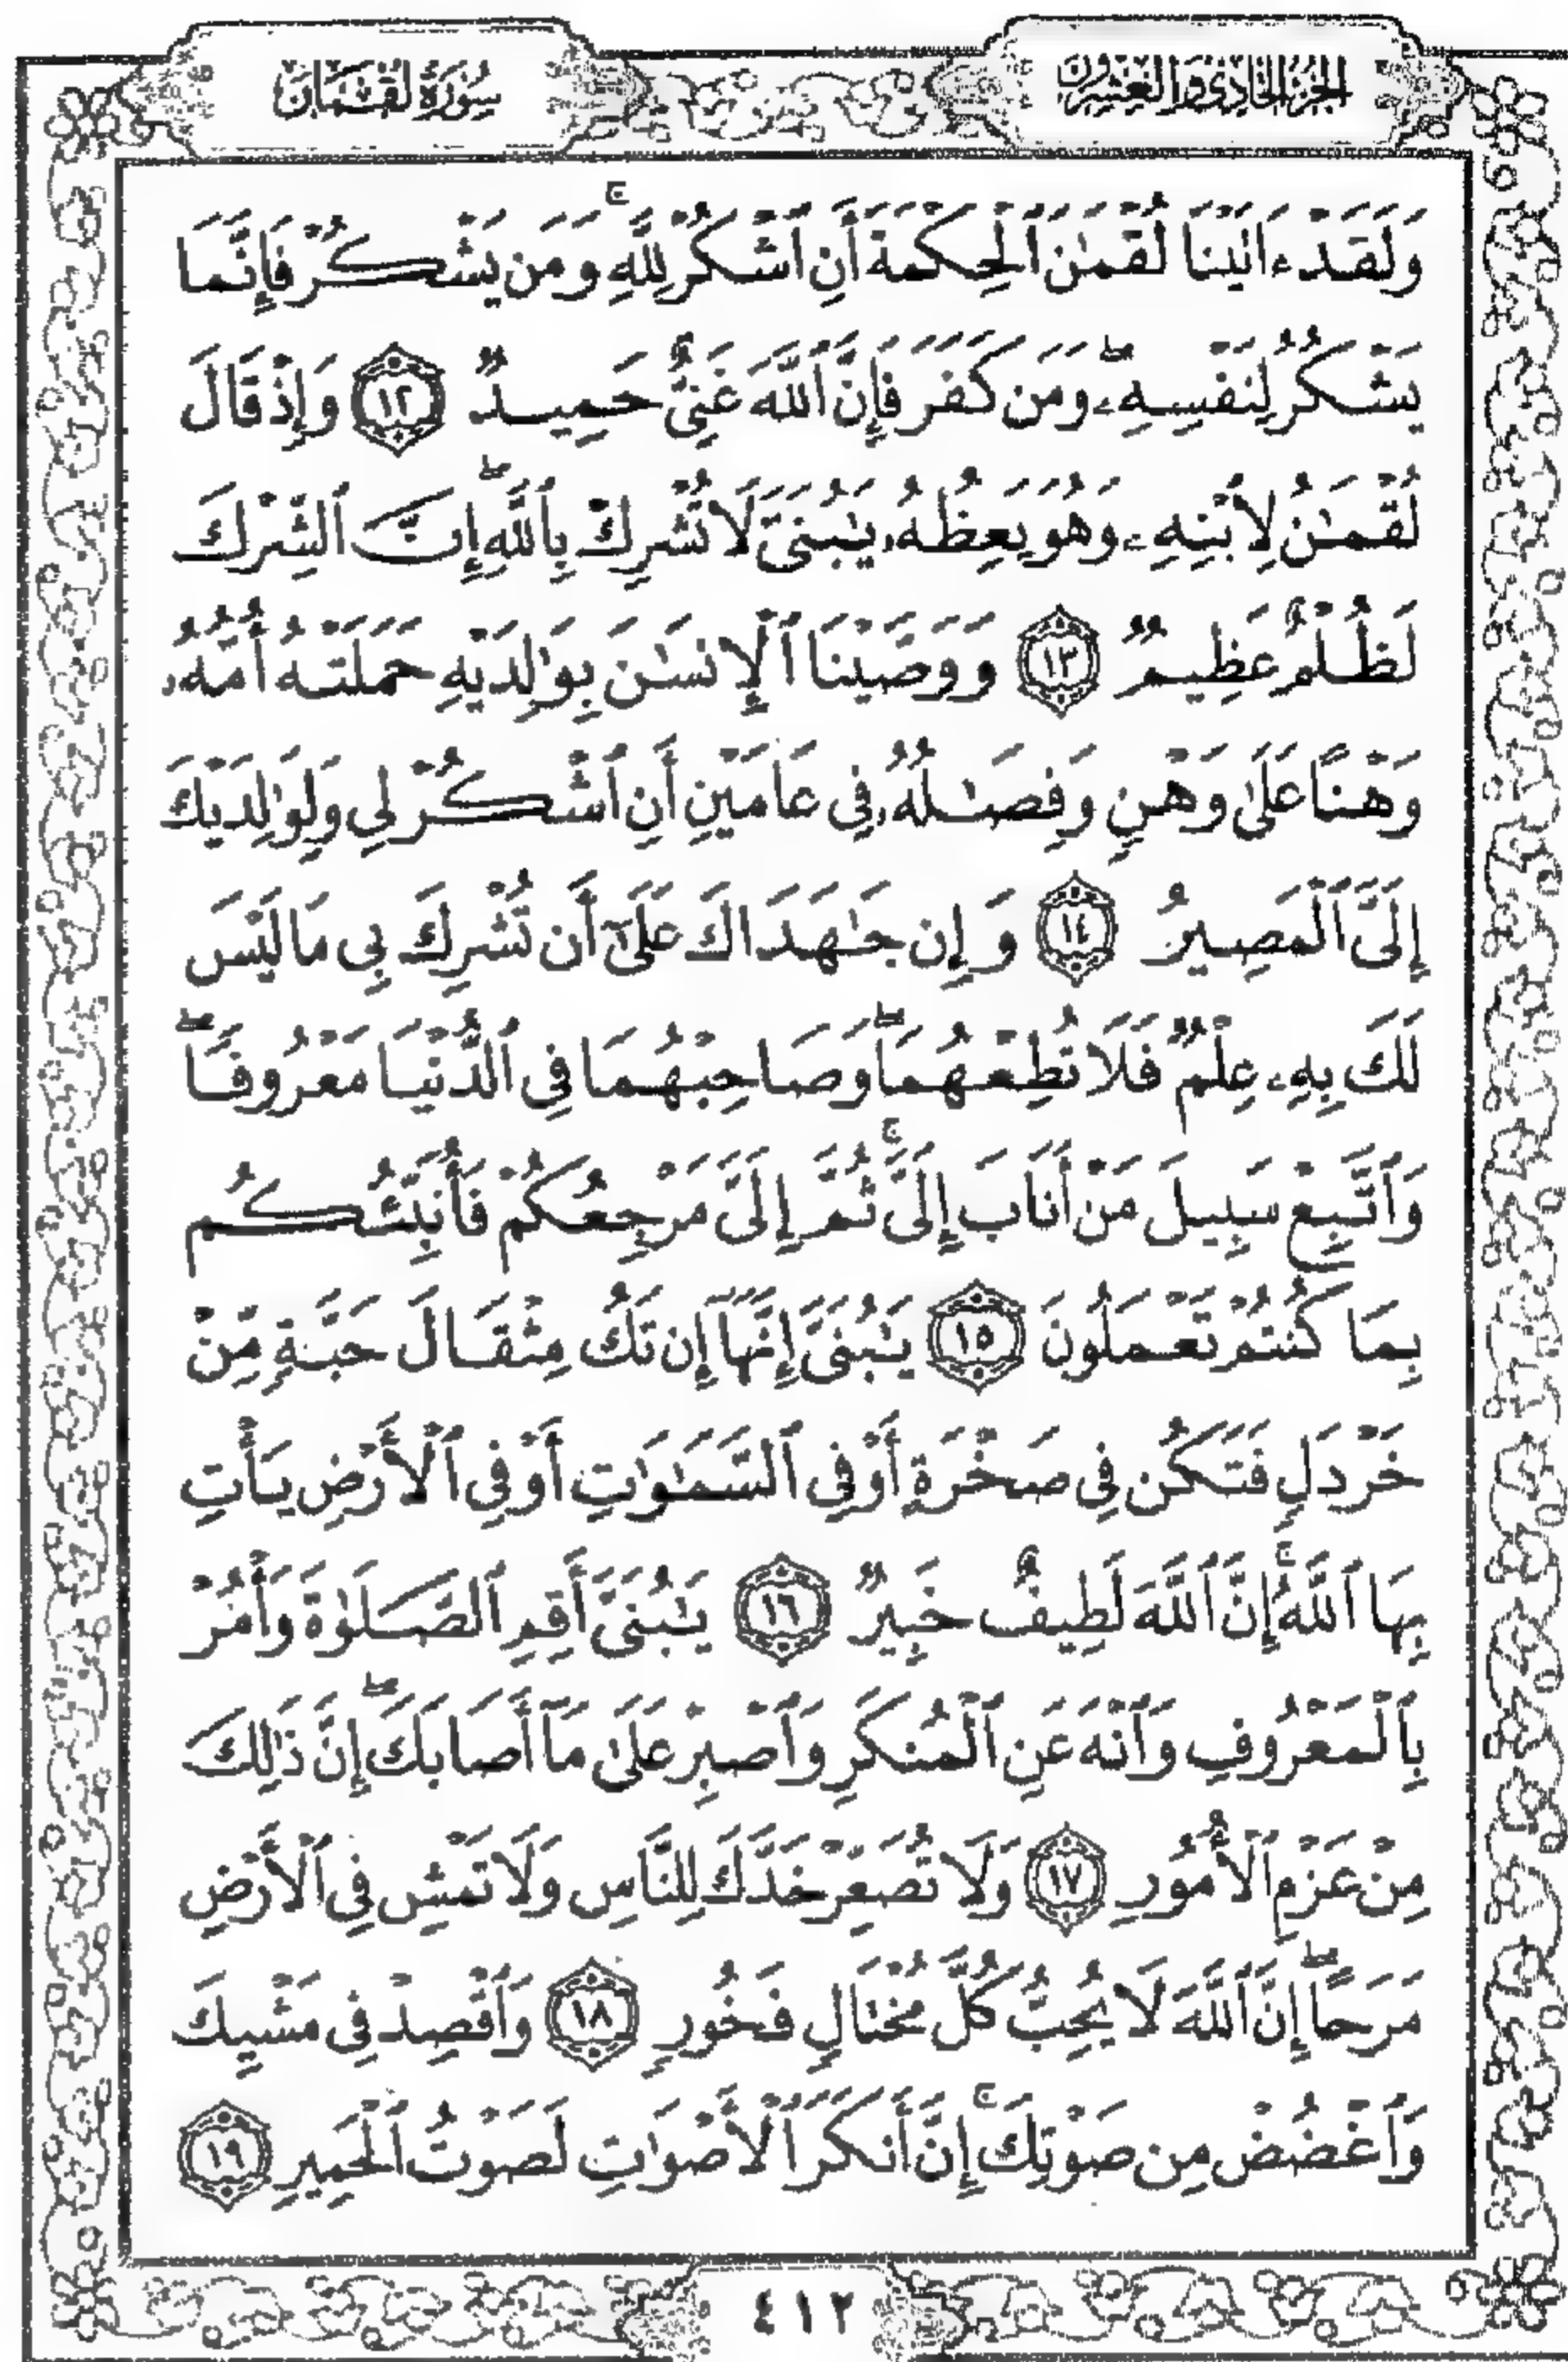 الجزء الحادي والعشرون
سورة لقمان
وَلَقَدْ ءَاتَيْنَا لُقْمَٰنَ ٱلْحِكْمَةَ أَنِ ٱشْكُرْ لِلَّهِ ۚ وَمَن يَشْكُرْ فَإِنَّمَا
يَشْكُرُ لِنَفْسِهِۦ ۖ وَمَن كَفَرَ فَإِنَّ ٱللَّهَ غَنِىٌّ حَمِيدٌ ١٢ وَإِذْ قَالَ
لُقْمَٰنُ لِٱبْنِهِۦ وَهُوَ يَعِظُهُۥ يَٰبُنَىَّ لَا تُشْرِكْ بِٱللَّهِ ۖ إِنَّ ٱلشِّرْكَ
لَظُلْمٌ عَظِيمٌ ١٣ وَوَصَّيْنَا ٱلْإِنسَٰنَ بِوَٰلِدَيْهِ حَمَلَتْهُ أُمُّهُۥ
وَهْنًا عَلَىٰ وَهْنٍ وَفِصَٰلُهُۥ فِى عَامَيْنِ أَنِ ٱشْكُرْ لِى وَلِوَٰلِدَيْكَ
إِلَىَّ ٱلْمَصِيرُ ١٤ وَإِن جَٰهَدَاكَ عَلَىٰٓ أَن تُشْرِكَ بِى مَا لَيْسَ
لَكَ بِهِۦ عِلْمٌ فَلَا تُطِعْهُمَا ۖ وَصَاحِبْهُمَا فِى ٱلدُّنْيَا مَعْرُوفًا ۖ
وَٱتَّبِعْ سَبِيلَ مَنْ أَنَابَ إِلَىَّ ۚ ثُمَّ إِلَىَّ مَرْجِعُكُمْ فَأُنَبِّئُكُم
بِمَا كُنتُمْ تَعْمَلُونَ ١٥ يَٰبُنَىَّ إِنَّهَآ إِن تَكُ مِثْقَالَ حَبَّةٍ مِّنْ
خَرْدَلٍ فَتَكُن فِى صَخْرَةٍ أَوْ فِى ٱلسَّمَٰوَٰتِ أَوْ فِى ٱلْأَرْضِ يَأْتِ
بِهَا ٱللَّهُ ۚ إِنَّ ٱللَّهَ لَطِيفٌ خَبِيرٌ ١٦ يَٰبُنَىَّ أَقِمِ ٱلصَّلَوٰةَ وَأْمُرْ
بِٱلْمَعْرُوفِ وَٱنْهَ عَنِ ٱلْمُنكَرِ وَٱصْبِرْ عَلَىٰ مَآ أَصَابَكَ ۖ إِنَّ ذَٰلِكَ
مِنْ عَزْمِ ٱلْأُمُورِ ١٧ وَلَا تُصَعِّرْ خَدَّكَ لِلنَّاسِ وَلَا تَمْشِ فِى ٱلْأَرْضِ
مَرَحًا ۖ إِنَّ ٱللَّهَ لَا يُحِبُّ كُلَّ مُخْتَالٍ فَخُورٍ ١٨ وَٱقْصِدْ فِى مَشْيِكَ
وَٱغْضُضْ مِن صَوْتِكَ ۚ إِنَّ أَنكَرَ ٱلْأَصْوَٰتِ لَصَوْتُ ٱلْحَمِيرِ ١٩
٤١٢